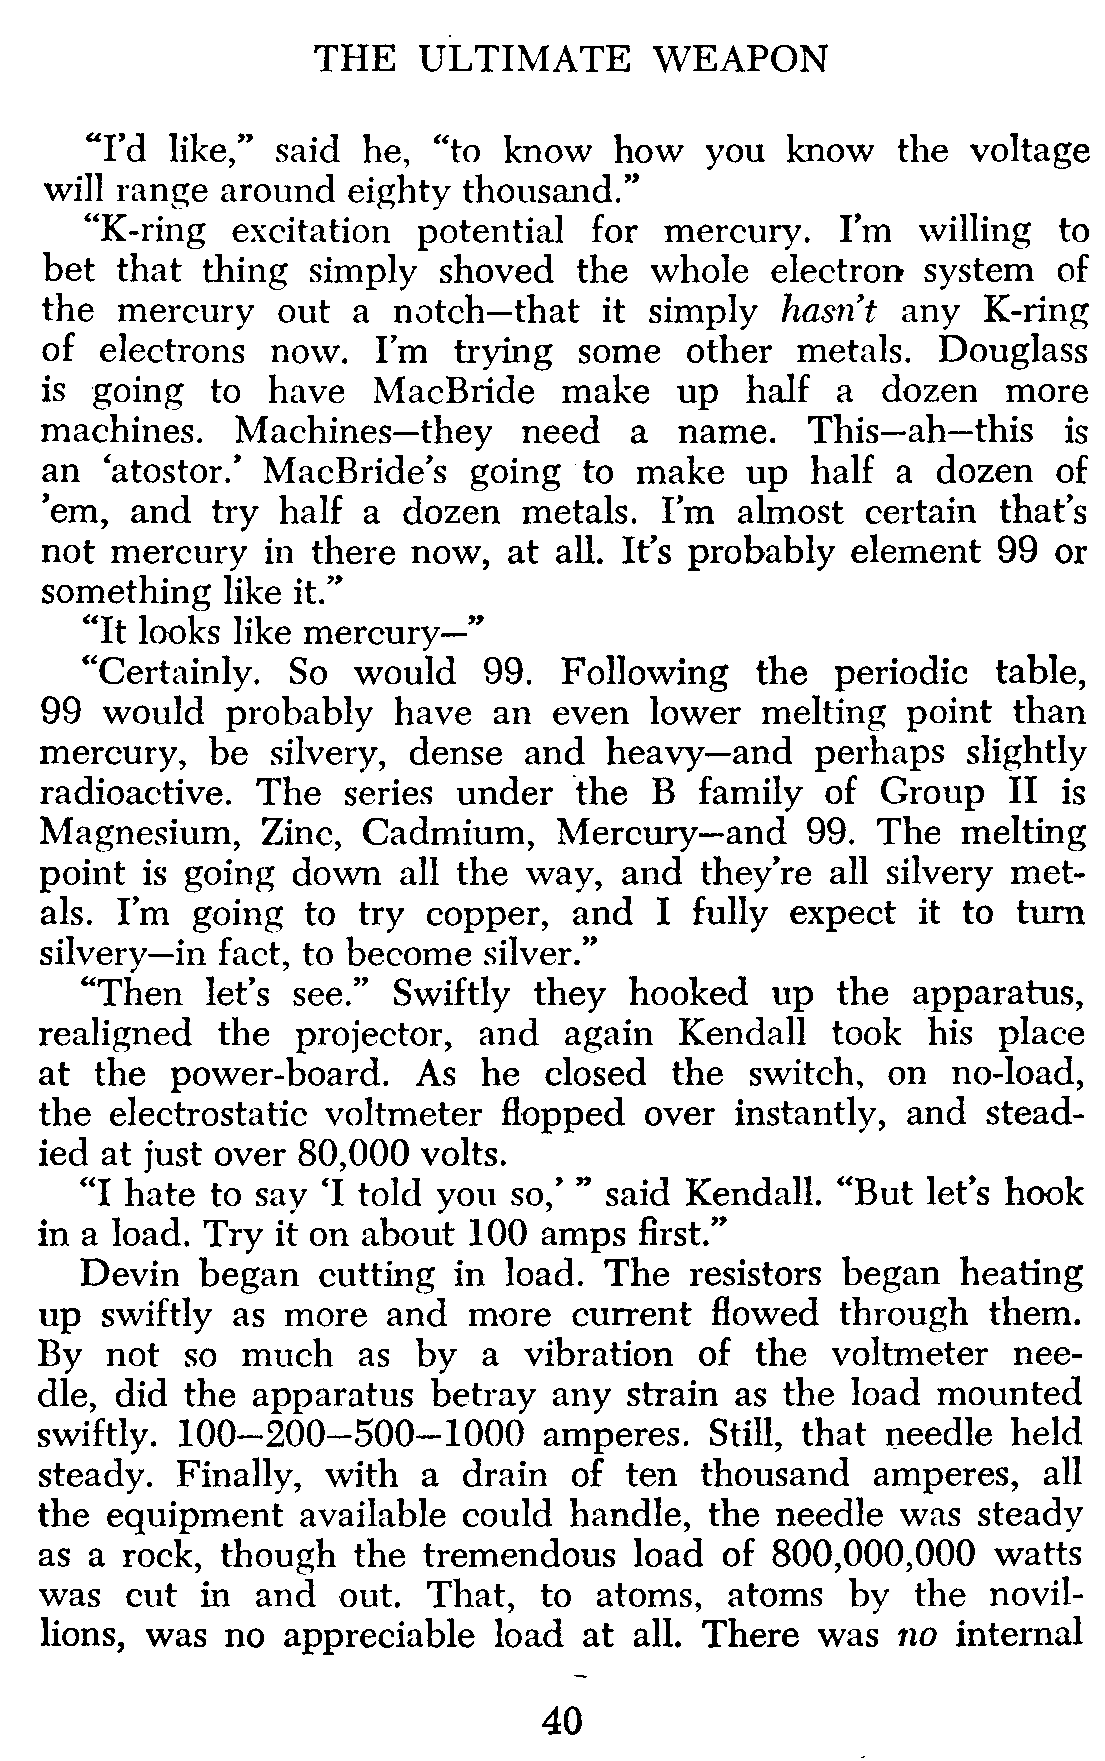 THE ULTIMATE WEAPON
“I’d like,” said he, “to know how you know the voltage
will range around eighty thousand.”
“K-ring excitation potential for mercury. I’m willing to
bet that thing simply shoved the whole electron system of
the mercury out a notch—that it simply hasn’t any K-ring
of electrons now. I’m trying some other metals. Douglass
is going to have MacBride make up half a dozen more
machines. Machines—they need a name. This—ah—this is
an ‘atostor.’ MacBride’s going to make up half a dozen of
’em, and try half a dozen metals. I’m almost certain that’s
not mercury in there now, at all. It’s probably element 99 or
something like it.”
“It looks like mercury—”
“Certainly. So would 99. Following the periodic table,
99 would probably have an even lower melting point than
mercury, be silvery, dense and heavy—and perhaps slightly
radioactive. The series under the B family of Group II is
Magnesium, Zinc, Cadmium, Mercury—and 99. The melting
point is going down all the way, and they’re all silvery met-
als. I’m going to try copper, and I fully expect it to turn
silvery—in fact, to become silver.”
“Then let’s see.” Swiftly they hooked up the apparatus,
realigned the projector, and again Kendall took his place
at the power-board. As he closed the switch, on no-load,
the electrostatic voltmeter flopped over instantly, and stead-
ied at just over 80,000 volts.
“I hate to say ‘I told you so,’ ” said Kendall. “But let’s hook
in a load. Try it on about 100 amps first.”
Devin began cutting in load. The resistors began heating
up swiftly as more and more current flowed through them.
By not so much as by a vibration of the voltmeter nee-
dle, did the apparatus betray any strain as the load mounted
swiftly. 100—200—500—1000 amperes. Still, that needle held
steady. Finally, with a drain of ten thousand amperes, all
the equipment available could handle, the needle was steady
as a rock, though the tremendous load of 800,000,000 watts
was cut in and out. That, to atoms, atoms by the novil-
lions, was no appreciable load at all. There was no internal
40